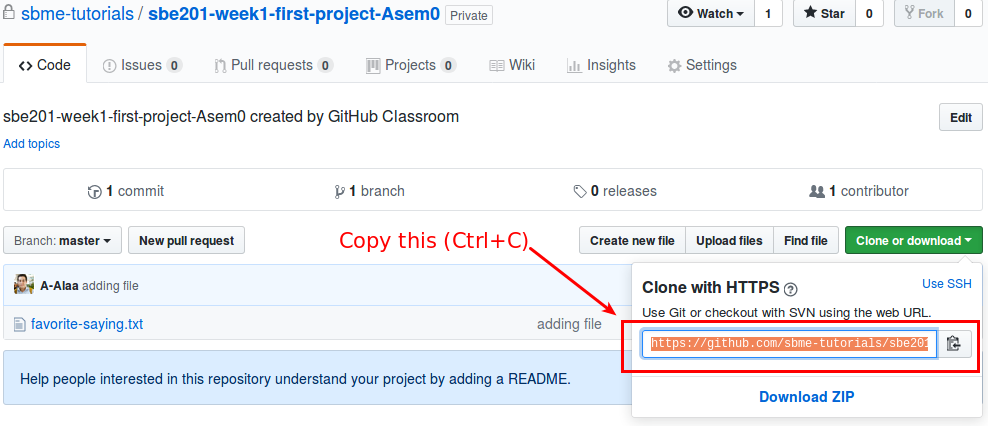 sbme-tutorials / sbe201-week1-first-project-Asem0 Private
Watch 1 Star 0 Fork 0
Code Issues 0 Pull requests 0 Projects 0 Wiki Insights Settings
sbe201-week1-first-project-Asem0 created by GitHub Classroom
Edit
Add topics
1 commit 1 branch 0 releases 1 contributor
Branch: master New pull request Copy this (Ctrl+C) Create new file Upload files Find file Clone or download
A-Alaa adding file
favorite-saying.txt adding file
Help people interested in this repository understand your project by adding a README.
Clone with HTTPS ? Use SSH
Use Git or checkout with SVN using the web URL.
https://github.com/sbme-tutorials/sbe201
Download ZIP